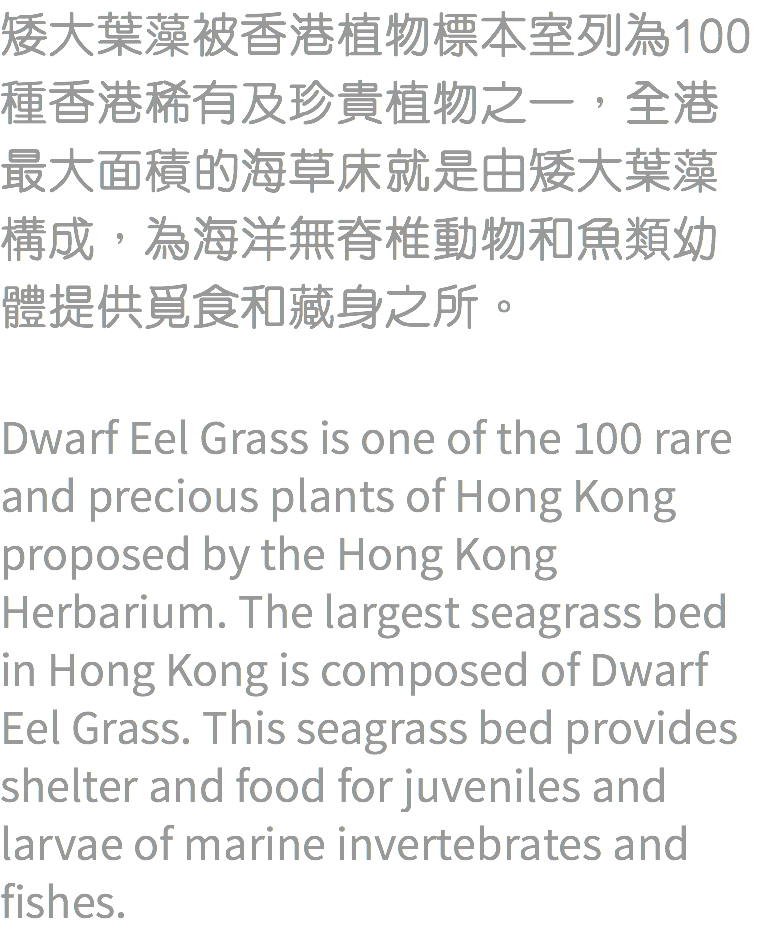 矮大葉藻被香港植物標本室列為100
種香港稀有及珍貴植物之一，全港
最大面積的海草床就是由矮大葉藻
構成，為海洋無脊椎動物和魚類幼
體提供覓食和藏身之所。
Dwarf Eel Grass is one of the 100 rare
and precious plants of Hong Kong
proposed by the Hong Kong
Herbarium. The largest seagrass bed
in Hong Kong is composed of Dwarf
Eel Grass. This seagrass bed provides
shelter and food for juveniles and
larvae of marine invertebrates and
fishes.